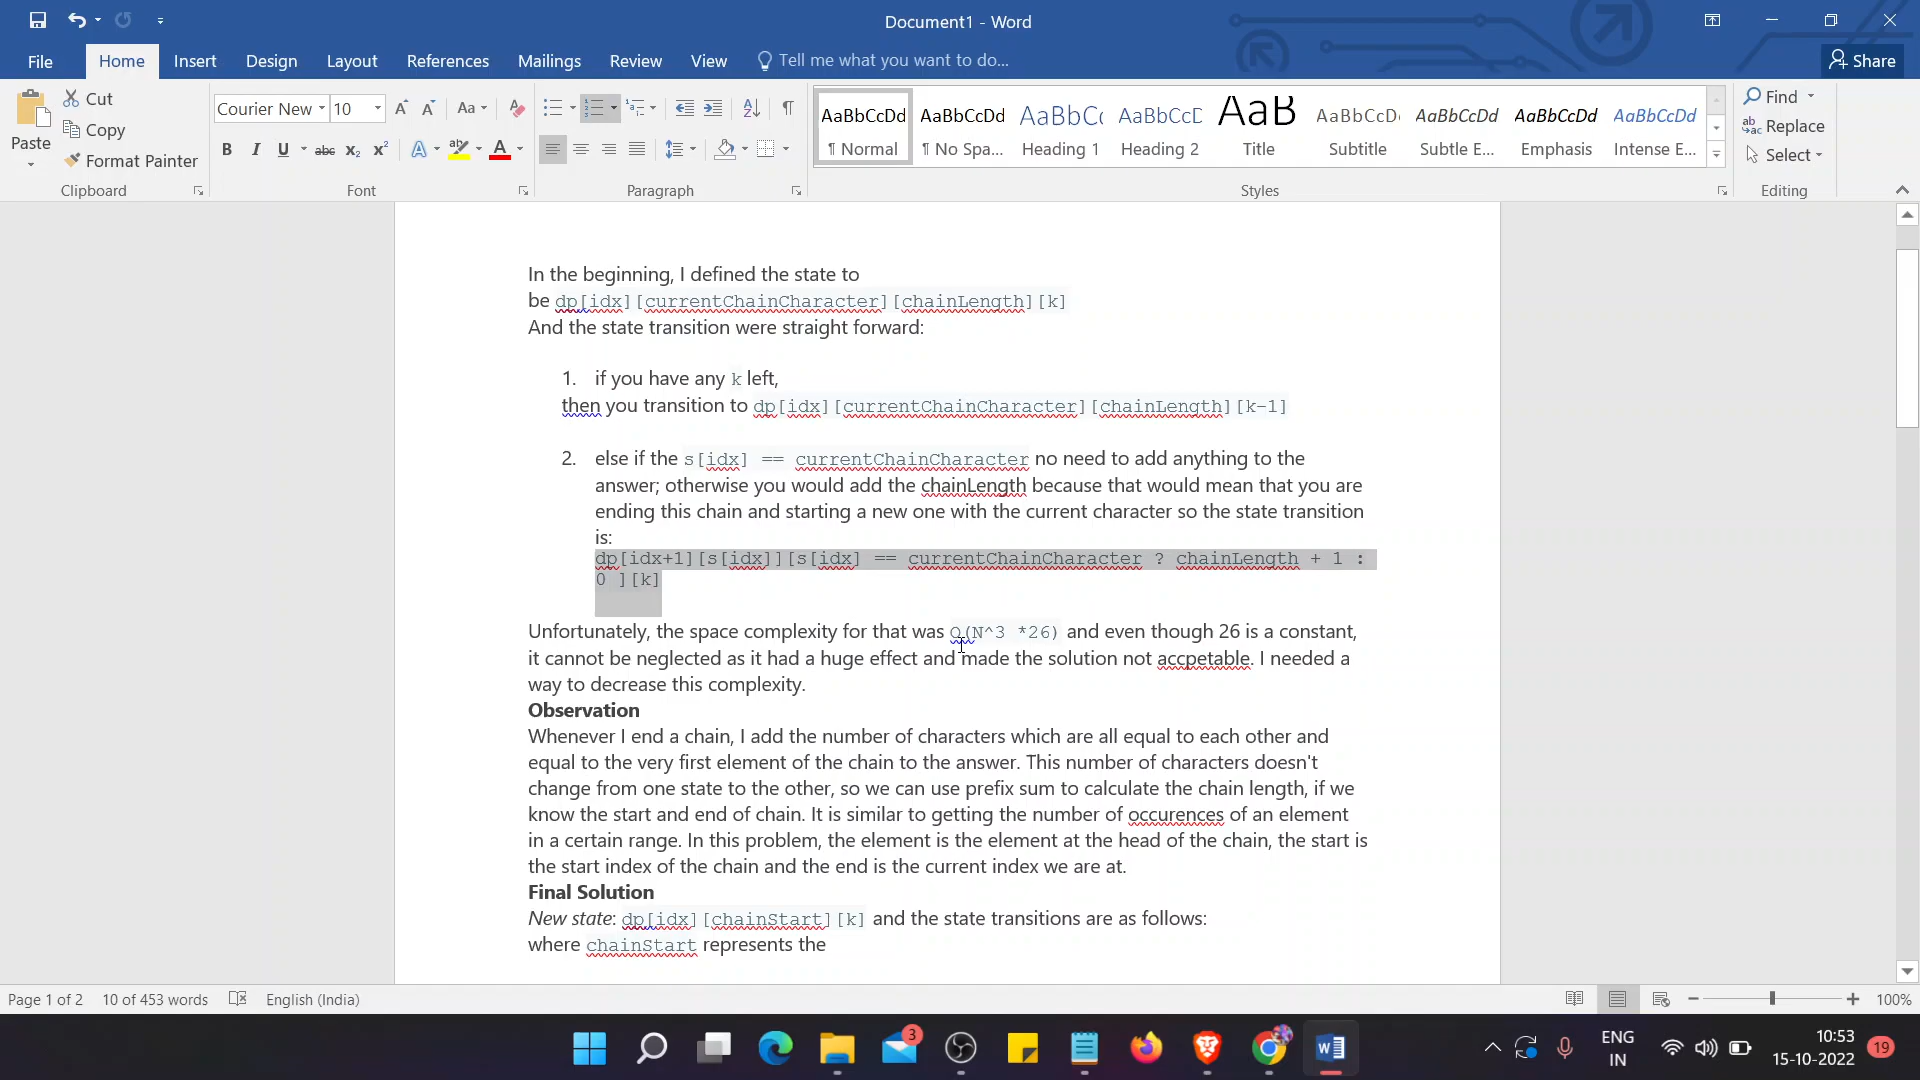 Document1 - Word
File Home Insert Design Layout References Mailings Review View Tell me what you want to do... Share
Paste
Cut
Copy
Format Painter
Clipboard
Courier New 10
Aa
B I U abc X₂ X² A A
Font
Paragraph
AaBbCcDd AaBbCcDd AaBbCc AaBbCcC AaB AaBbCcD AaBbCcDd AaBbCcDd AaBbCcDd
¶ Normal ¶ No Spa... Heading 1 Heading 2 Title Subtitle Subtle E... Emphasis Intense E...
Styles
Find
Replace
Select
Editing
In the beginning, I defined the state to
be dp[idx][currentChainCharacter][chainLength][k]
And the state transition were straight forward:
1. if you have any k left,
then you transition to dp[idx][currentChainCharacter][chainLength][k-1]
2. else if the s[idx] == currentChainCharacter no need to add anything to the
answer; otherwise you would add the chainLength because that would mean that you are
ending this chain and starting a new one with the current character so the state transition
is:
dp[idx+1][s[idx]][s[idx] == currentChainCharacter ? chainLength + 1 :
0 ][k]
Unfortunately, the space complexity for that was O(N^3 *26) and even though 26 is a constant,
it cannot be neglected as it had a huge effect and made the solution not accpetable. I needed a
way to decrease this complexity.
Observation
Whenever I end a chain, I add the number of characters which are all equal to each other and
equal to the very first element of the chain to the answer. This number of characters doesn't
change from one state to the other, so we can use prefix sum to calculate the chain length, if we
know the start and end of chain. It is similar to getting the number of occurences of an element
in a certain range. In this problem, the element is the element at the head of the chain, the start is
the start index of the chain and the end is the current index we are at.
Final Solution
New state: dp[idx][chainStart][k] and the state transitions are as follows:
where chainStart represents the
Page 1 of 2 10 of 453 words English (India) 100%
3
ENG
IN
10:53
15-10-2022
19